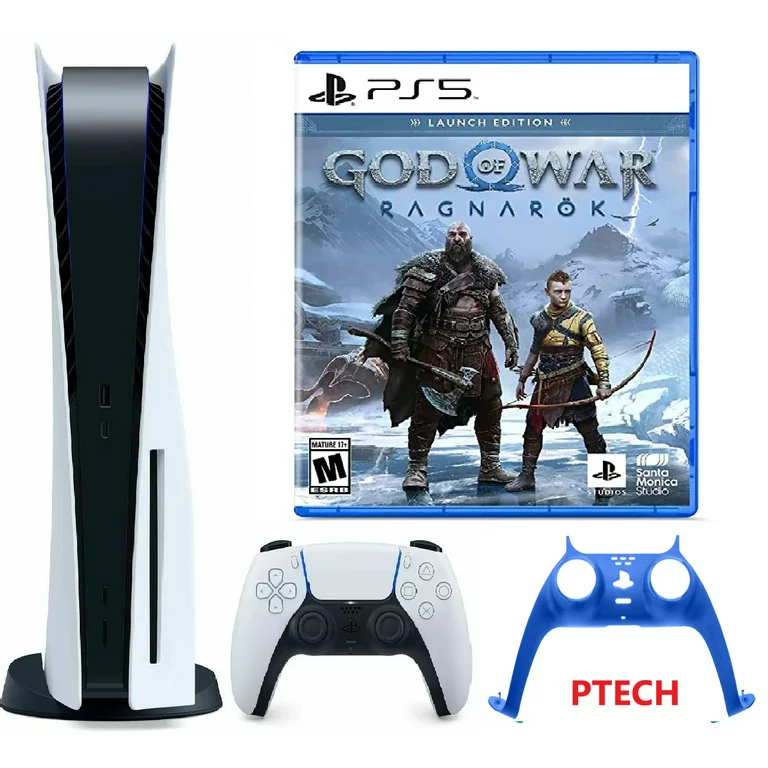 PS5
LAUNCH EDITION
GOD OF WAR
RAGNARÖK
MATURE 17+
M
ESRB
STUDIOS
Santa
Monica
Studio
PTECH